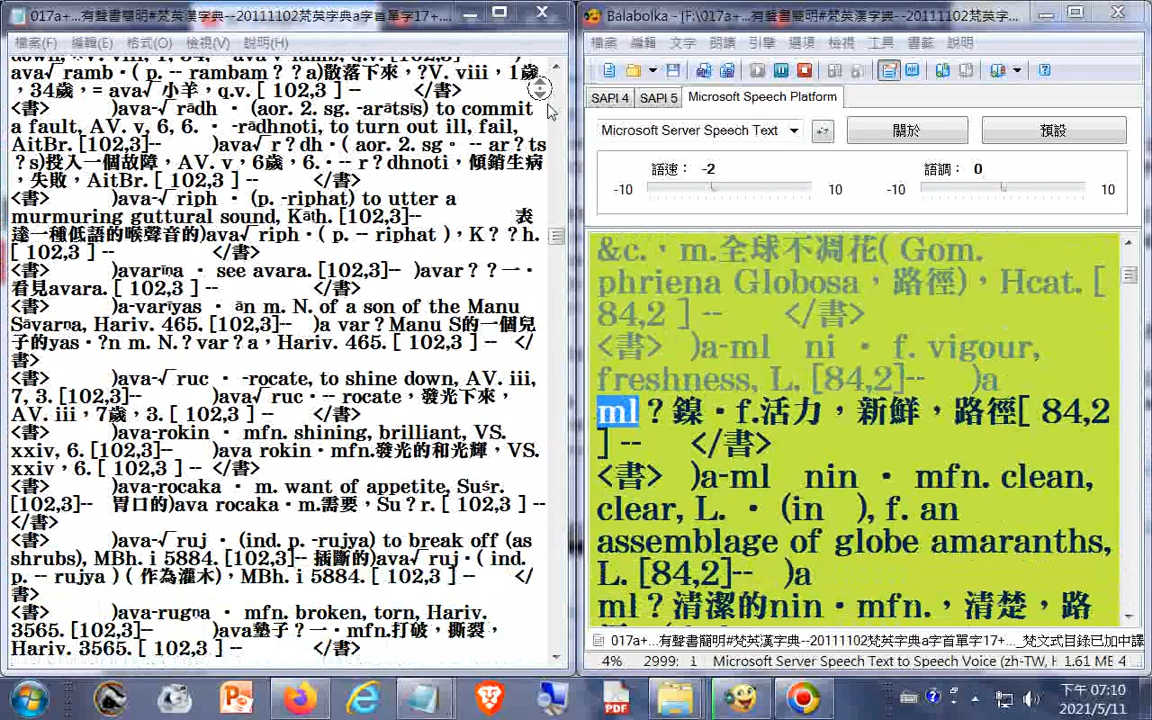 017a+...有聲書簡明#梵英漢字典--20111102梵英字典a字首單字17+...
檔案(F) 編輯(E) 格式(O) 檢視(V) 說明(H)
ava√ ramb・( p. -- rambam？？a)散落下來，?V. viii，1歲
，34歲，= ava√ 小羊，q.v. [ 102,3 ] -- </書>
<書> )ava-√ rādh ・ (aor. 2. sg. -arātsīs) to commit
a fault, AV. v, 6, 6. ・ -rādhnoti, to turn out ill, fail,
AitBr. [102,3]-- )ava√ r？dh・( aor. 2. sg。 -- ar？ts
？s)投入一個故障，AV. v，6歲，6.・-- r？dhnoti，傾銷生病
，失敗，AitBr. [ 102,3 ] -- </書>
<書> )ava-√ riph ・ (p. -riphat) to utter a
murmuring guttural sound, Kāṭh. [102,3]-- 表
達一種低語的喉聲音的)ava√ riph・( p. -- riphat )，K？？h.
[ 102,3 ] -- </書>
<書> )avarīṇa ・ see avara. [102,3]-- )avar？？一・
看見avara. [ 102,3 ] -- </書>
<書> )a-varīyas ・ ān m. N. of a son of the Manu
Sāvarṇa, Hariv. 465. [102,3]-- )a var？Manu S的一個兒
子的yas・?n m. N.？var？a，Hariv. 465. [ 102,3 ] -- </
書>
<書> )ava-√ ruc ・ -rocate, to shine down, AV. iii,
7, 3. [102,3]-- )ava√ ruc・-- rocate，發光下來，
AV. iii，7歲，3. [ 102,3 ] -- </書>
<書> )ava-rokin ・ mfn. shining, brilliant, VS.
xxiv, 6. [102,3]-- )ava rokin・mfn.發光的和光輝，VS.
xxiv，6. [ 102,3 ] -- </書>
<書> )ava-rocaka ・ m. want of appetite, Suśr.
[102,3]-- 胃口的)ava rocaka・m.需要，Su？r. [ 102,3 ] --
</書>
<書> )ava-√ ruj ・ (ind. p. -rujya) to break off (as
shrubs), MBh. i 5884. [102,3]-- 插斷的)ava√ ruj・( ind.
p. -- rujya ) ( 作為灌木)，MBh. i 5884. [ 102,3 ] -- </
書>
<書> )ava-rugṇa ・ mfn. broken, torn, Hariv.
3565. [102,3]-- )ava墊子？一・mfn.打破，撕裂，
Hariv. 3565. [ 102,3 ] -- </書>
Balabolka - [F:\017a+...有聲書簡明#梵英漢字典--20111102梵英字...
檔案 編輯 文字 朗讀 引擎 選項 檢視 工具 書籤 說明
SAPI 4 SAPI 5 Microsoft Speech Platform
Microsoft Server Speech Text 關於 預設
語速： -2 語調： 0
-10 10 -10 10
&c.，m.全球不凋花( Gom.
phriena Globosa，路徑)，Hcat. [
84,2 ] -- </書>
<書> )a-ml ni ・ f. vigour,
freshness, L. [84,2]-- )a
ml？鎳・f.活力，新鮮，路徑[ 84,2
] -- </書>
<書> )a-ml nin ・ mfn. clean,
clear, L. ・ (in ), f. an
assemblage of globe amaranths,
L. [84,2]-- )a
ml？清潔的nin・mfn.，清楚，路
017a+...有聲書簡明#梵英漢字典--20111102梵英字典a字首單字17+..._梵文式目錄已加中譯
4% 2999: 1 Microsoft Server Speech Text to Speech Voice (zh-TW, H 1.61 ME 4
下午 07:10
2021/5/11